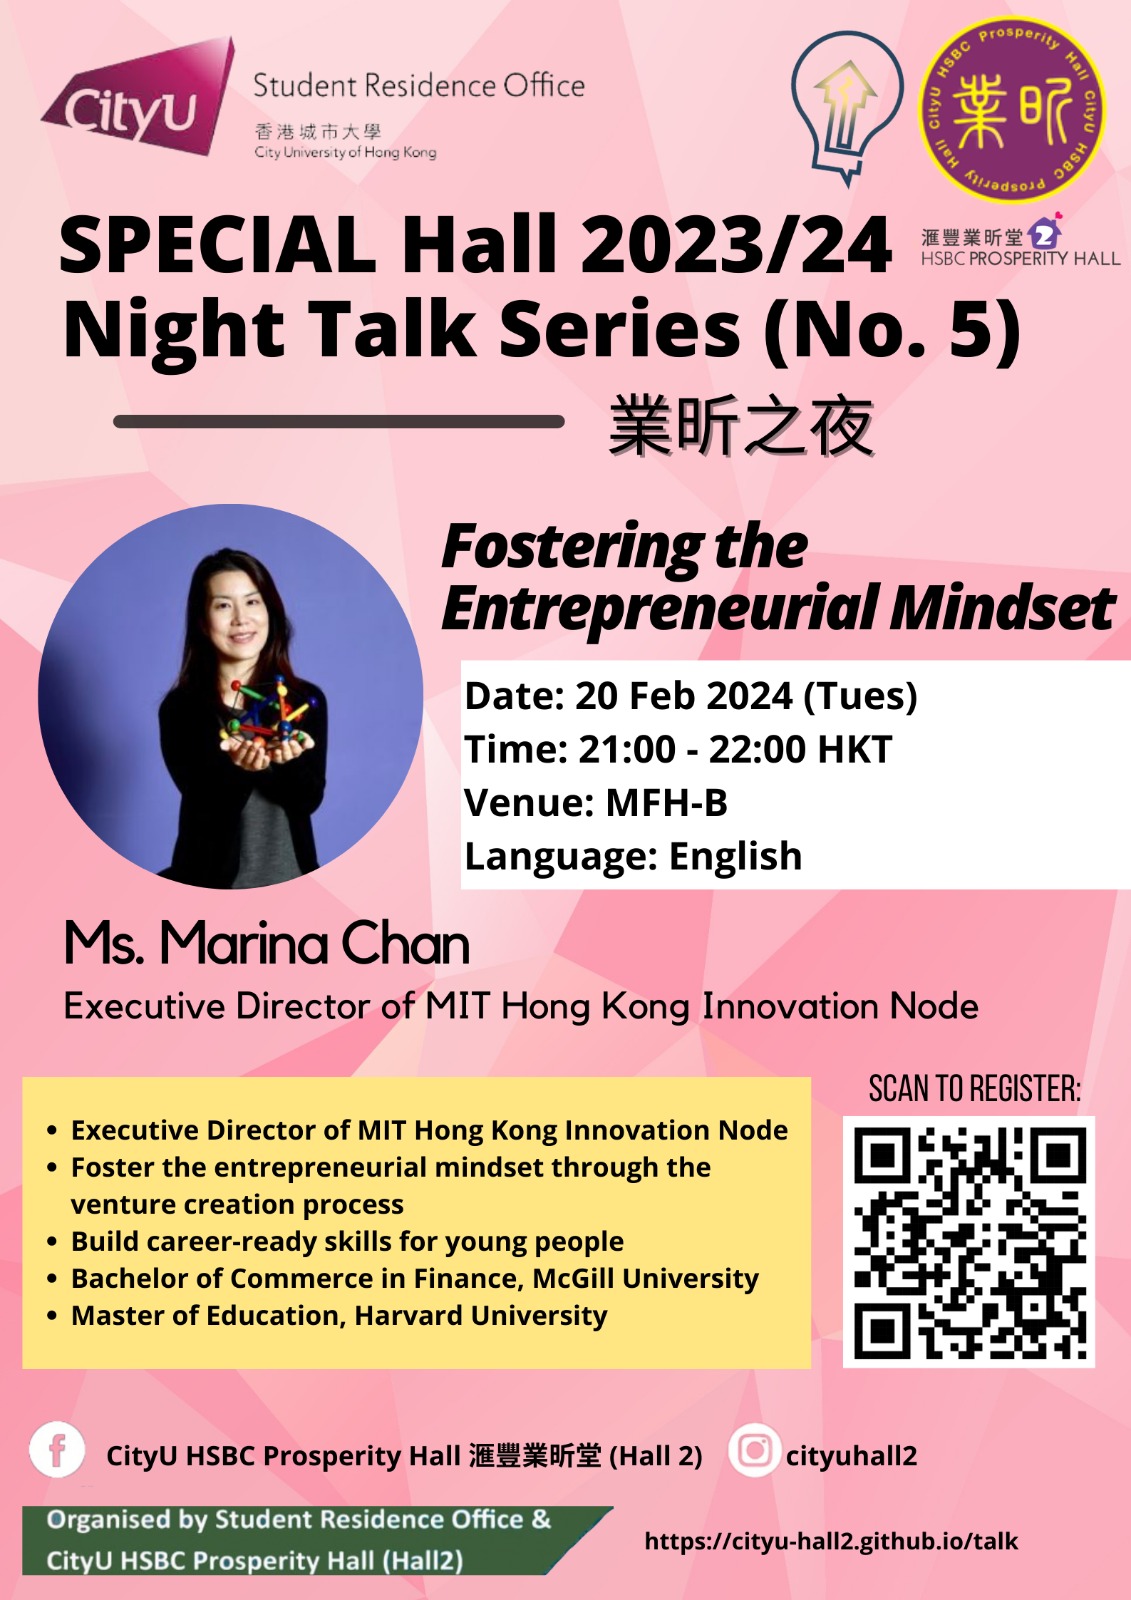 CityU
Student Residence Office
香港城市大學
City University of Hong Kong
CityU HSBC Prosperity Hall CityU HSBC Prosperity Hall
業昕
滙豐業昕堂 2
HSBC PROSPERITY HALL
SPECIAL Hall 2023/24
Night Talk Series (No. 5)
業昕之夜
Fostering the
Entrepreneurial Mindset
Date: 20 Feb 2024 (Tues)
Time: 21:00 - 22:00 HKT
Venue: MFH-B
Language: English
Ms. Marina Chan
Executive Director of MIT Hong Kong Innovation Node
• Executive Director of MIT Hong Kong Innovation Node
• Foster the entrepreneurial mindset through the
venture creation process
• Build career-ready skills for young people
• Bachelor of Commerce in Finance, McGill University
• Master of Education, Harvard University
SCAN TO REGISTER:
CityU HSBC Prosperity Hall 滙豐業昕堂 (Hall 2)
cityuhall2
Organised by Student Residence Office &
CityU HSBC Prosperity Hall (Hall2)
https://cityu-hall2.github.io/talk